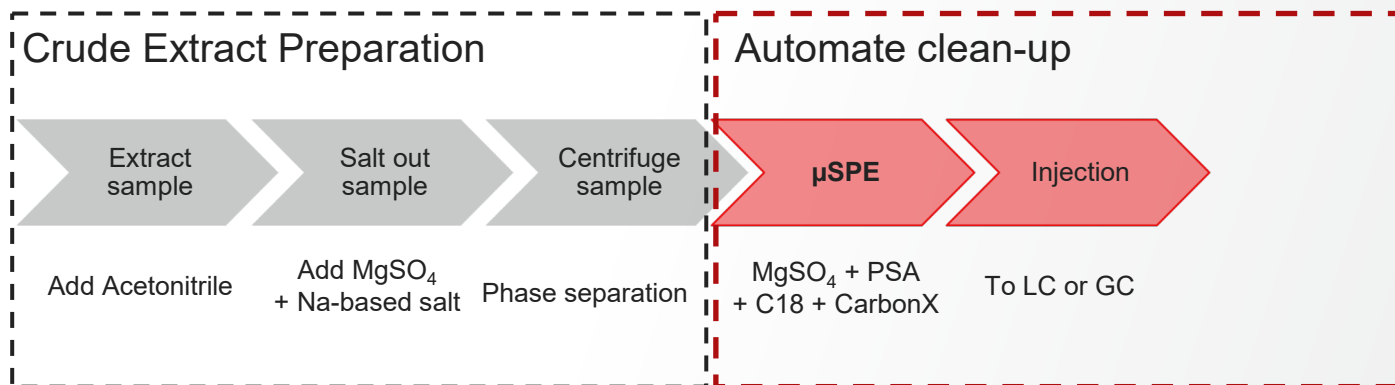 Crude Extract Preparation
Automate clean-up
Extract
sample
Salt out
sample
Centrifuge
sample
µSPE
Injection
Add Acetonitrile
Add MgSO₄
+ Na-based salt
Phase separation
MgSO₄ + PSA
+ C18 + CarbonX
To LC or GC